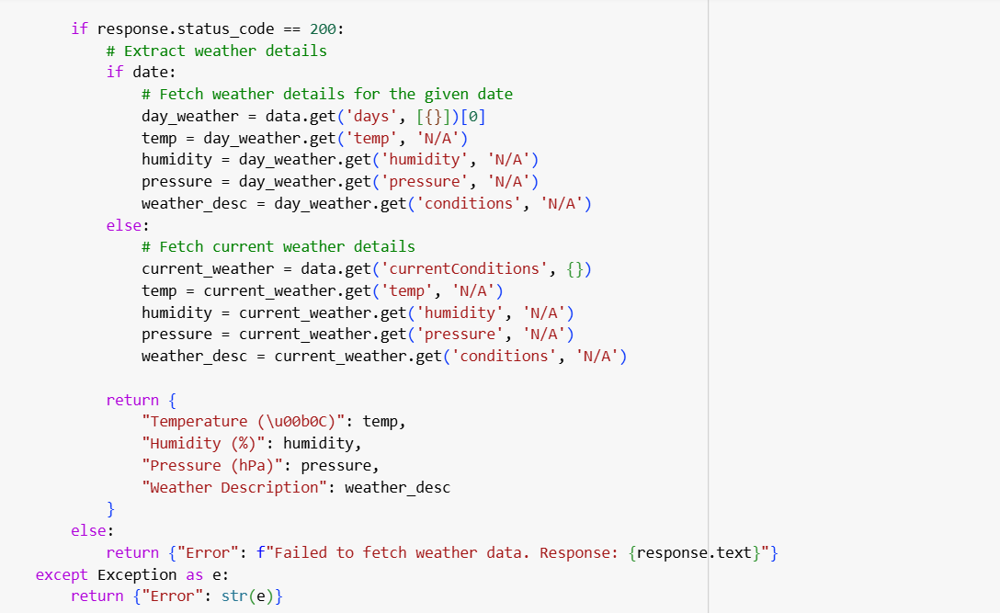 if response.status_code == 200:
# Extract weather details
if date:
# Fetch weather details for the given date
day_weather = data.get('days', [{}])[0]
temp = day_weather.get('temp', 'N/A')
humidity = day_weather.get('humidity', 'N/A')
pressure = day_weather.get('pressure', 'N/A')
weather_desc = day_weather.get('conditions', 'N/A')
else:
# Fetch current weather details
current_weather = data.get('currentConditions', {})
temp = current_weather.get('temp', 'N/A')
humidity = current_weather.get('humidity', 'N/A')
pressure = current_weather.get('pressure', 'N/A')
weather_desc = current_weather.get('conditions', 'N/A')
return {
"Temperature (\u00b0C)": temp,
"Humidity (%)": humidity,
"Pressure (hPa)": pressure,
"Weather Description": weather_desc
}
else:
return {"Error": f"Failed to fetch weather data. Response: {response.text}"}
except Exception as e:
return {"Error": str(e)}